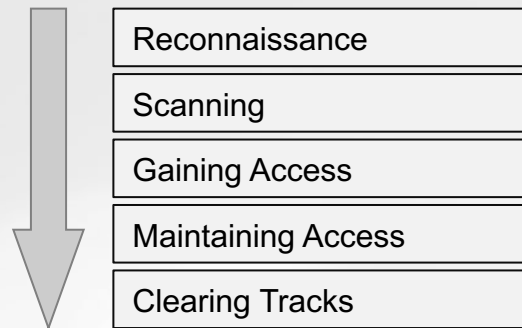 Reconnaissance
Scanning
Gaining Access
Maintaining Access
Clearing Tracks